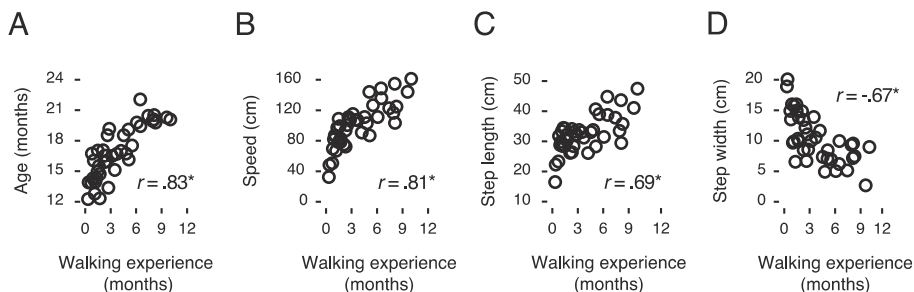 A
Age (months)
24
21
18
15
12
r = .83*
0 3 6 9 12
Walking experience
(months)
B
Speed (cm)
160
120
80
40
0
r = .81*
0 3 6 9 12
Walking experience
(months)
C
Step length (cm)
50
40
30
20
10
r = .69*
0 3 6 9 12
Walking experience
(months)
D
Step width (cm)
20
15
10
5
0
r = -.67*
0 3 6 9 12
Walking experience
(months)